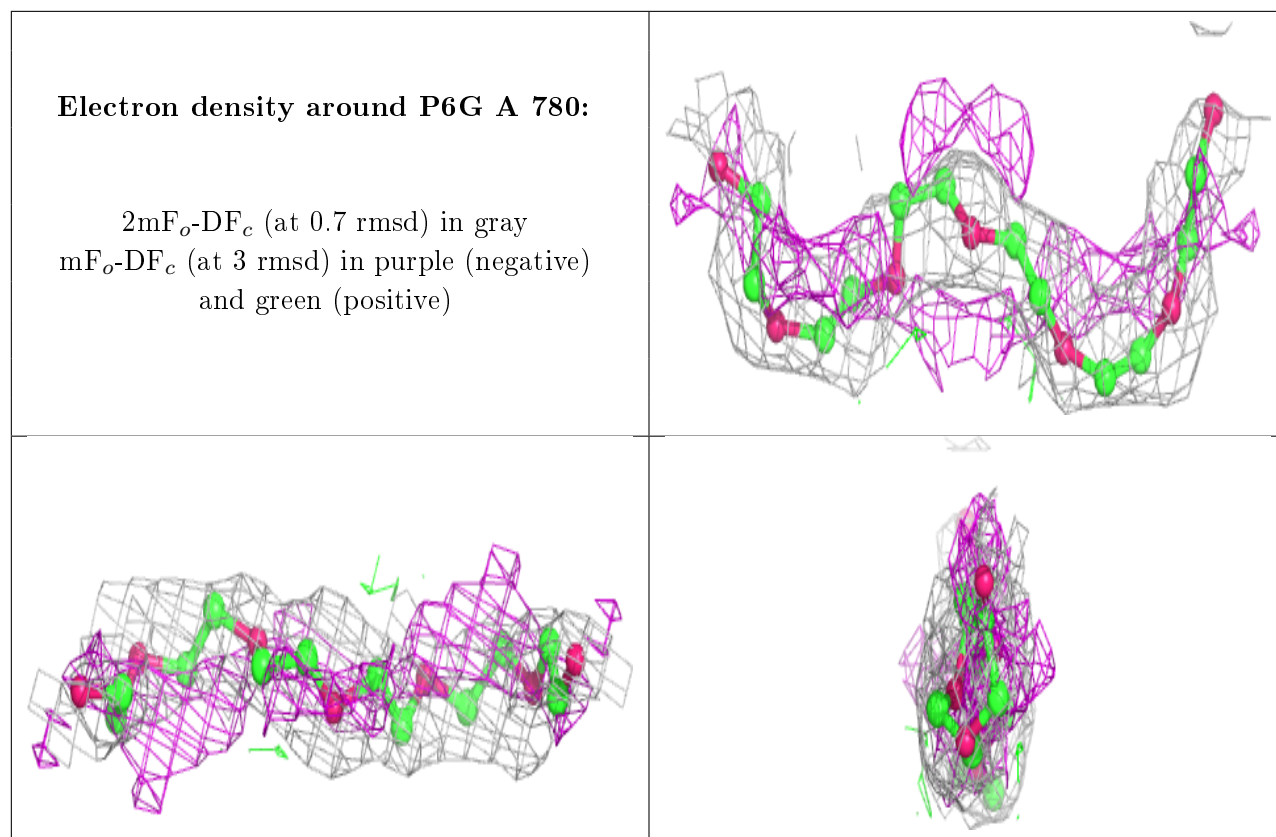 Electron density around P6G A 780:
2mFₒ-DF𝒸 (at 0.7 rmsd) in gray
mFₒ-DF𝒸 (at 3 rmsd) in purple (negative)
and green (positive)